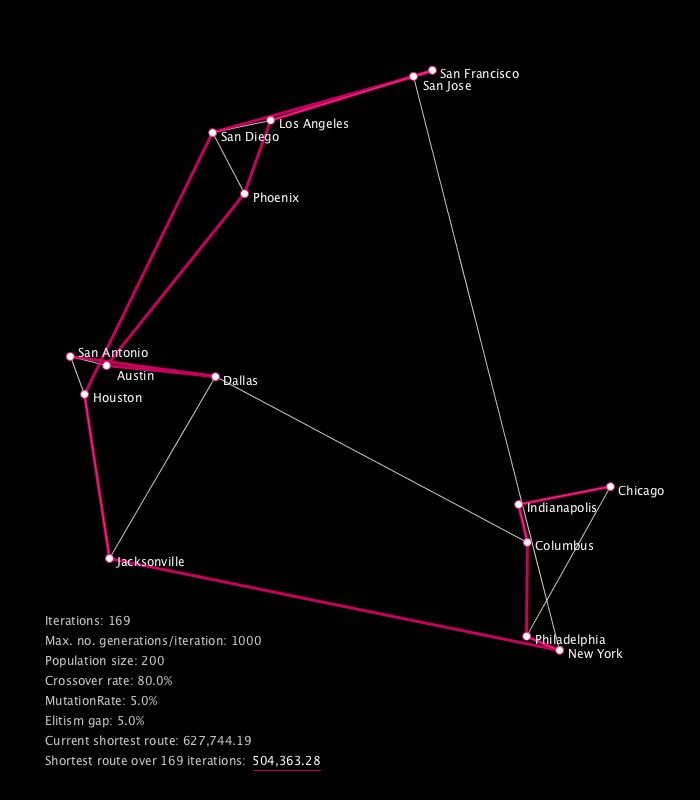 San Francisco
San Jose
Los Angeles
San Diego
Phoenix
San Antonio
Austin
Dallas
Houston
Chicago
Indianapolis
Columbus
Jacksonville
Philadelphia
New York
Iterations: 169
Max. no. generations/iteration: 1000
Population size: 200
Crossover rate: 80.0%
MutationRate: 5.0%
Elitism gap: 5.0%
Current shortest route: 627,744.19
Shortest route over 169 iterations: 504,363.28